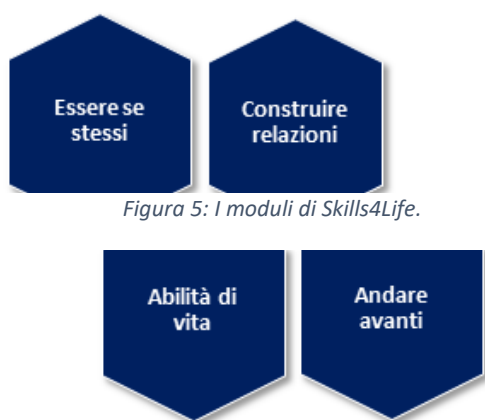 Essere se
stessi
Construire
relazioni
Figura 5: I moduli di Skills4Life.
Abilità di
vita
Andare
avanti